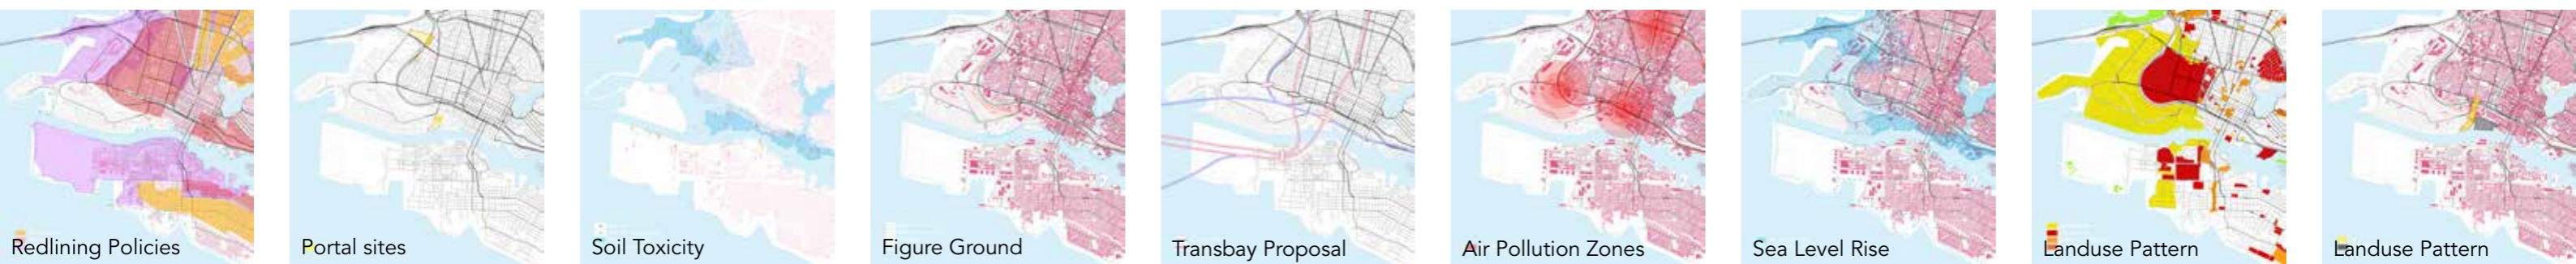 Redlining Policies
Portal sites
Soil Toxicity
Figure Ground
Transbay Proposal
Air Pollution Zones
Sea Level Rise
Landuse Pattern
Landuse Pattern